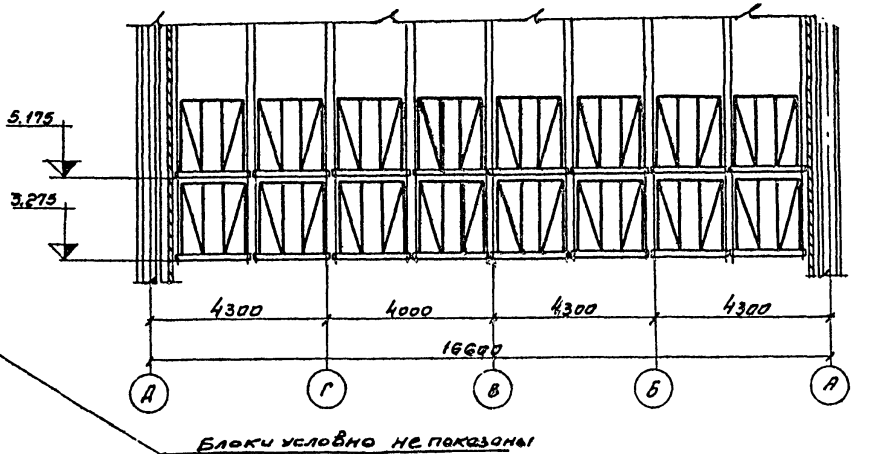 5,175
3,275
4300 4000 4300 4300
16600
Д Г В Б А
Блоки условно не показаны